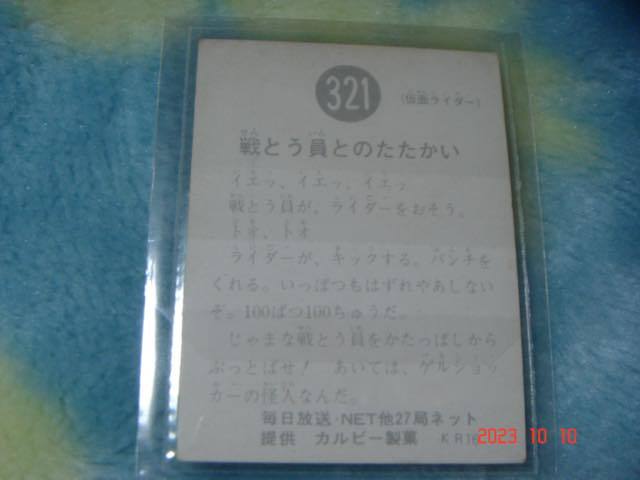 321
(仮面ライダー)
戦とう員とのたたかい
イエッ、イエッ、イエッ
戦とう員が、ライダーをおそう。
トオ、トオ
ライダーが、キックする。パンチを
くれる。いっぱつもはずれやあしない
ぞ。100ぱつ100ちゅうだ。
じゃまな戦とう員をかたっぱしから
ぶっとばせ! あいては、ゲルショッ
カーの怪人なんだ。
毎日放送・NET他27局ネット
提供 カルビー製菓
2023 10 10